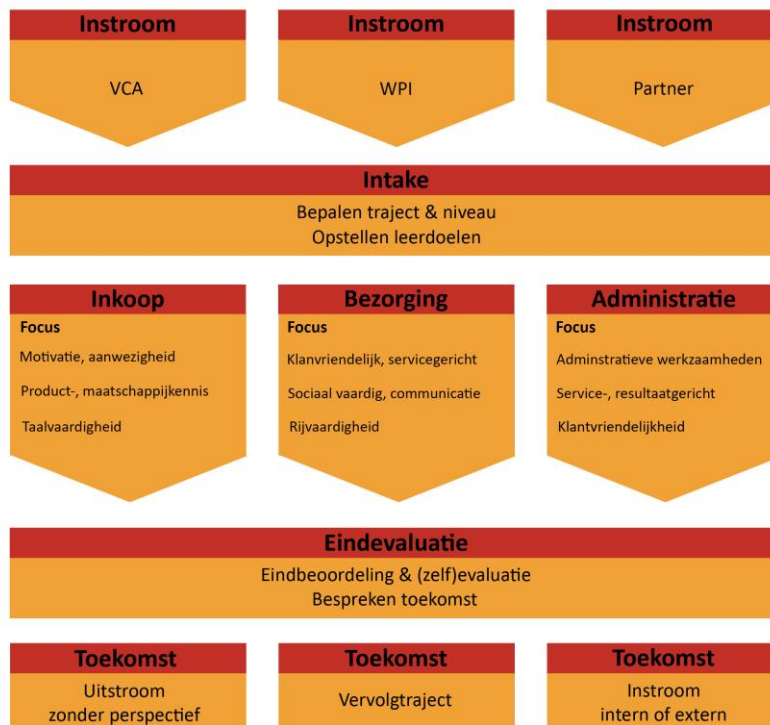 Instroom
VCA
Instroom
WPI
Instroom
Partner
Intake
Bepalen traject & niveau
Opstellen leerdoelen
Inkoop
Focus
Motivatie, aanwezigheid
Product-, maatschappijkennis
Taalvaardigheid
Bezorging
Focus
Klanvriendelijk, servicegericht
Sociaal vaardig, communicatie
Rijvaardigheid
Administratie
Focus
Adminstratieve werkzaamheden
Service-, resultaatgericht
Klantvriendelijkheid
Eindevaluatie
Eindbeoordeling & (zelf)evaluatie
Bespreken toekomst
Toekomst
Uitstroom
zonder perspectief
Toekomst
Vervolgtraject
Toekomst
Instroom
intern of extern